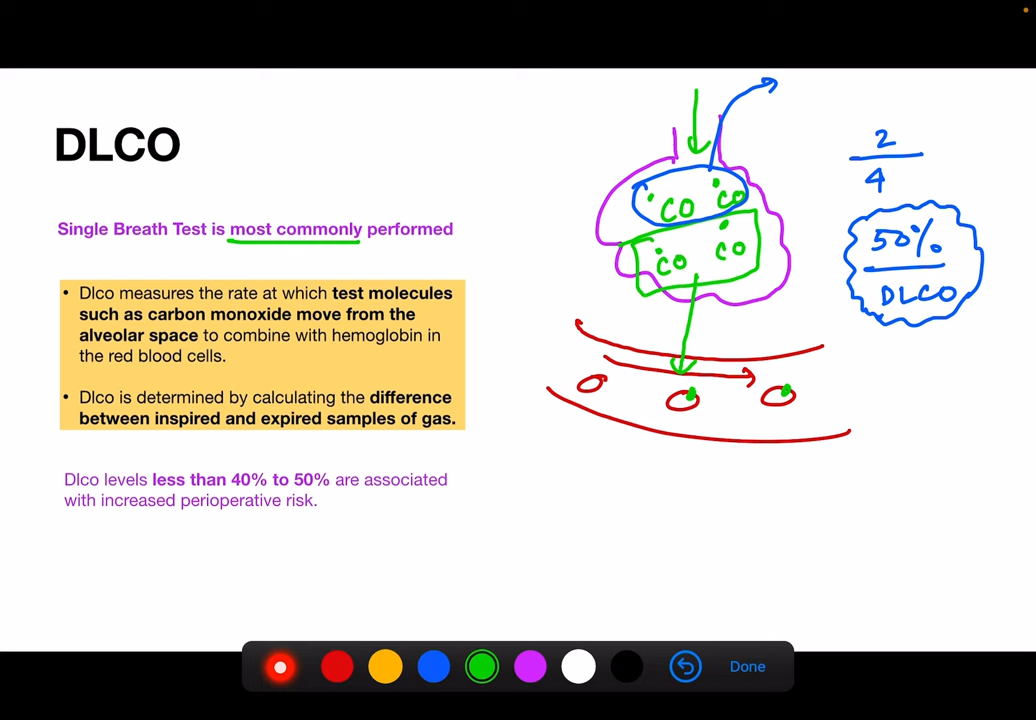 DLCO
Single Breath Test is most commonly performed
• Dlco measures the rate at which test molecules
such as carbon monoxide move from the
alveolar space to combine with hemoglobin in
the red blood cells.
• Dlco is determined by calculating the difference
between inspired and expired samples of gas.
Dlco levels less than 40% to 50% are associated
with increased perioperative risk.
CO CO
CO CO
2
4
50%
DLCO
Done